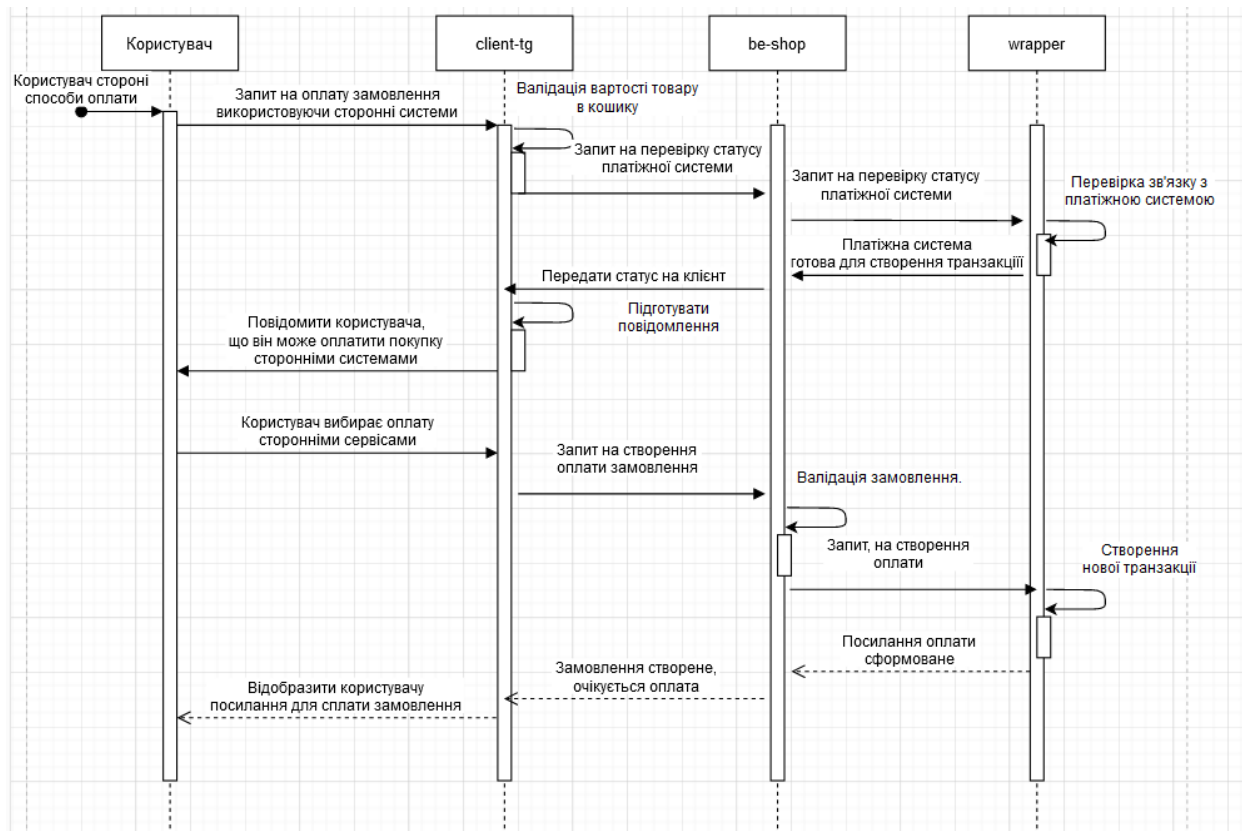 Користувач
client-tg
be-shop
wrapper
Користувач стороні
способи оплати
Запит на оплату замовлення
використовуючи сторонні системи
Валідація вартості товару
в кошику
Запит на перевірку статусу
платіжної системи
Запит на перевірку статусу
платіжної системи
Перевірка зв'язку з
платіжною системою
Платіжна система
готова для створення транзакціїї
Передати статус на клієнт
Підготувати
повідомлення
Повідомити користувача,
що він може оплатити покупку
сторонніми системами
Користувач вибирає оплату
сторонніми сервісами
Запит на створення
оплати замовлення
Валідація замовлення.
Запит, на створення
оплати
Створення
нової транзакції
Посилання оплати
сформоване
Замовлення створене,
очікується оплата
Відобразити користувачу
посилання для сплати замовлення